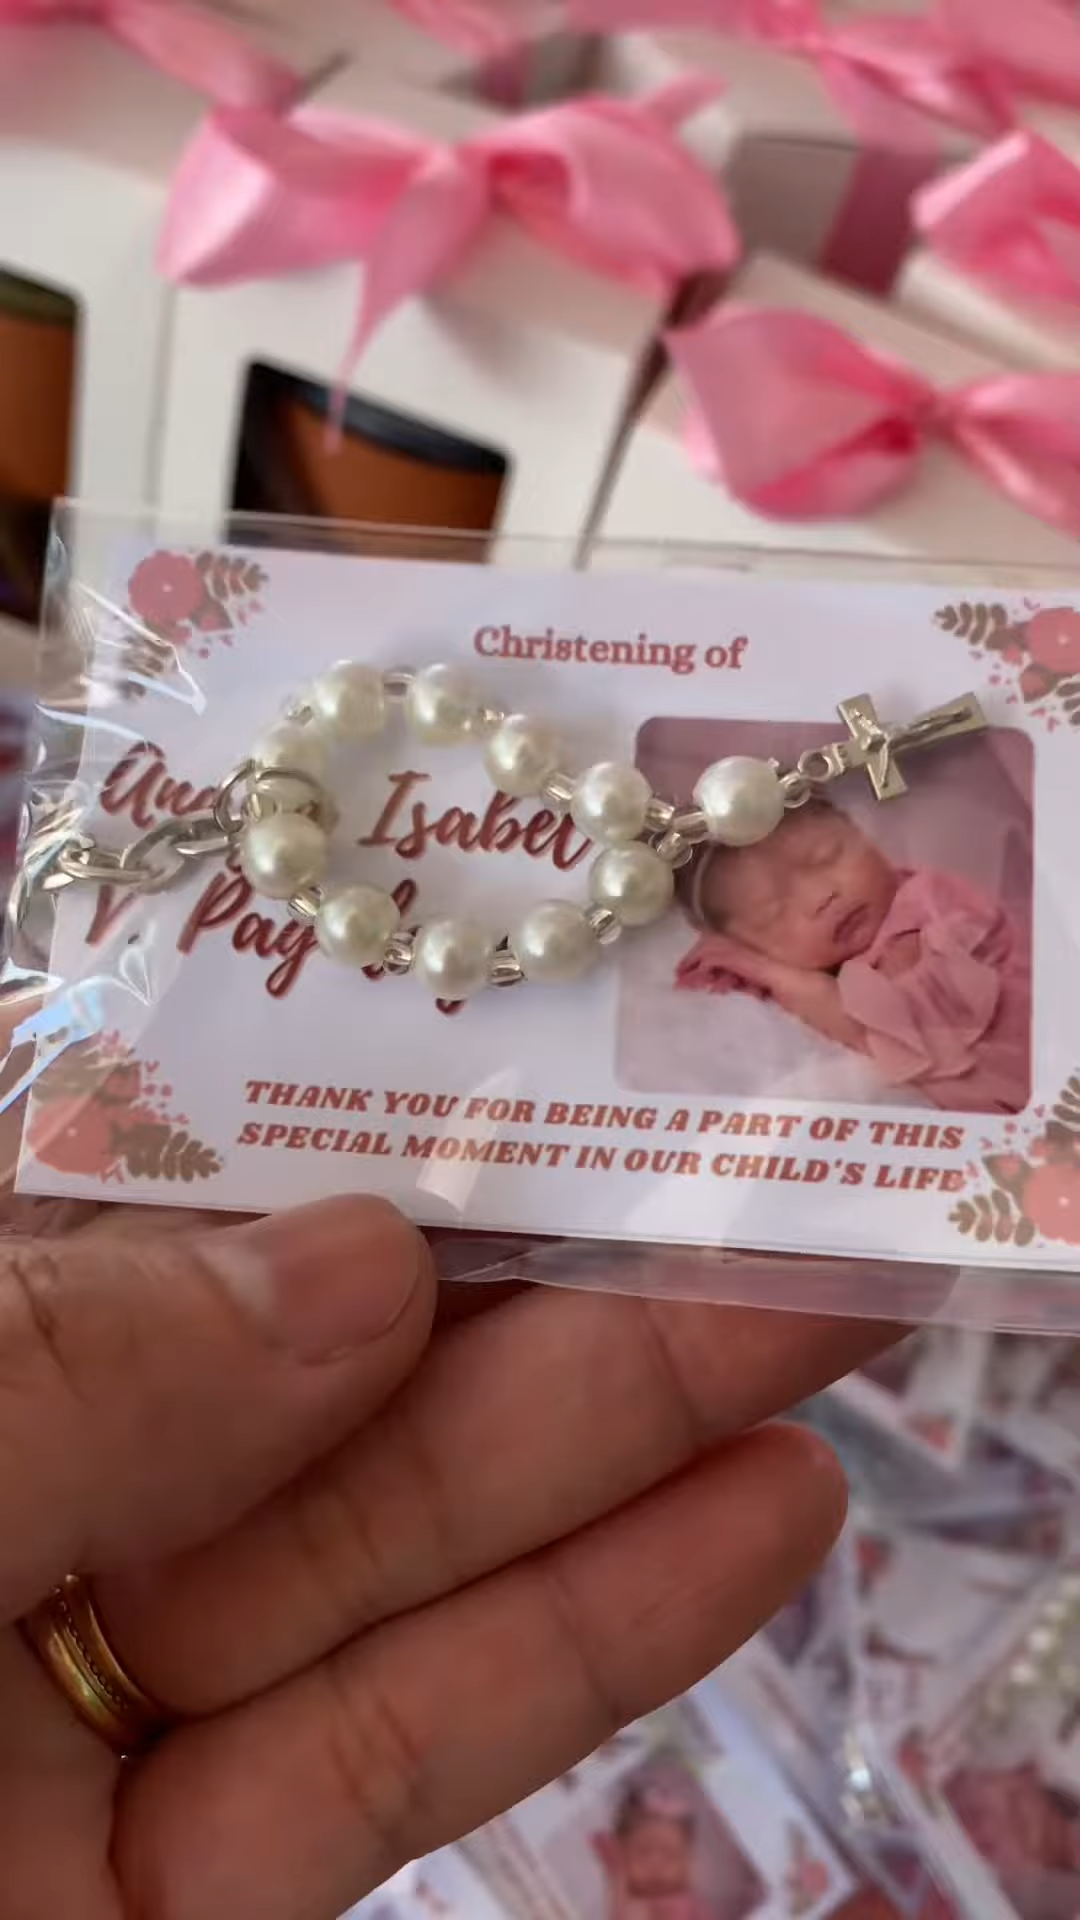 Christening of
Isabel
V.
THANK YOU FOR BEING A PART OF THIS
SPECIAL MOMENT IN OUR CHILD'S LIFE